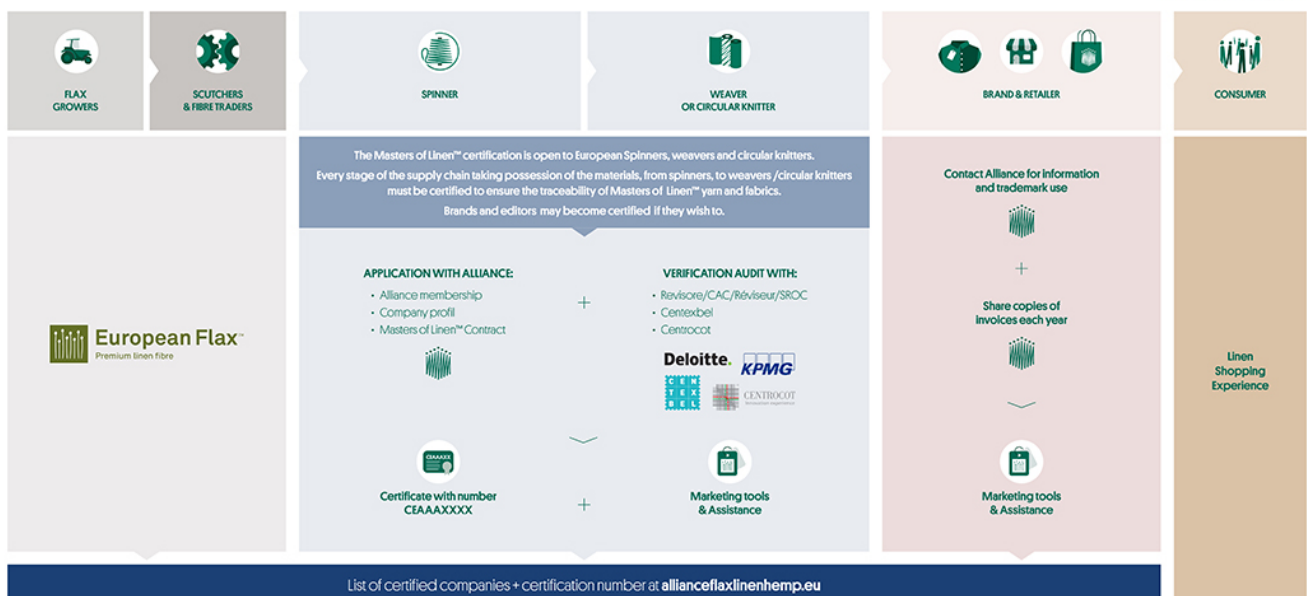 FLAX
GROWERS
SCUTCHERS
& FIBRE TRADERS
SPINNER
WEAVER
OR CIRCULAR KNITTER
BRAND & RETAILER
CONSUMER
The Masters of Linen™ certification is open to European Spinners, weavers and circular knitters.
Every stage of the supply chain taking possession of the materials, from spinners, to weavers /circular knitters
must be certified to ensure the traceability of Masters of Linen™ yarn and fabrics.
Brands and editors may become certified if they wish to.
European Flax™
Premium linen fibre
APPLICATION WITH ALLIANCE:
• Alliance membership
• Company profil
• Masters of Linen™ Contract
+
VERIFICATION AUDIT WITH:
• Revisore/CAC/Réviseur/SROC
• Centexbel
• Centrocot
Deloitte.
KPMG
CEN
TEX
BEL
CENTROCOT
CEAAAXX
Certificate with number
CEAAAXXXX
+
Marketing tools
& Assistance
Contact Alliance for information
and trademark use
+
Share copies of
invoices each year
Marketing tools
& Assistance
Linen
Shopping
Experience
List of certified companies + certification number at allianceflaxlinenhemp.eu